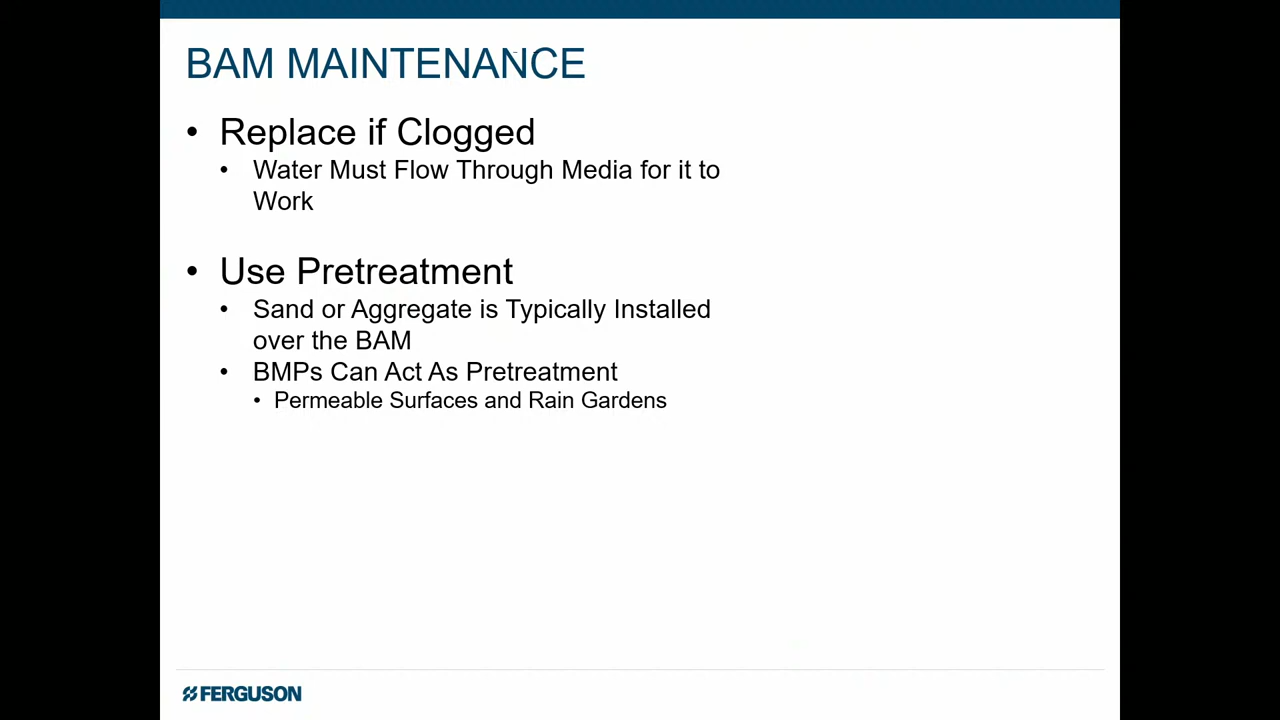 BAM MAINTENANCE
• Replace if Clogged
• Water Must Flow Through Media for it to
Work
• Use Pretreatment
• Sand or Aggregate is Typically Installed
over the BAM
• BMPs Can Act As Pretreatment
• Permeable Surfaces and Rain Gardens
FERGUSON